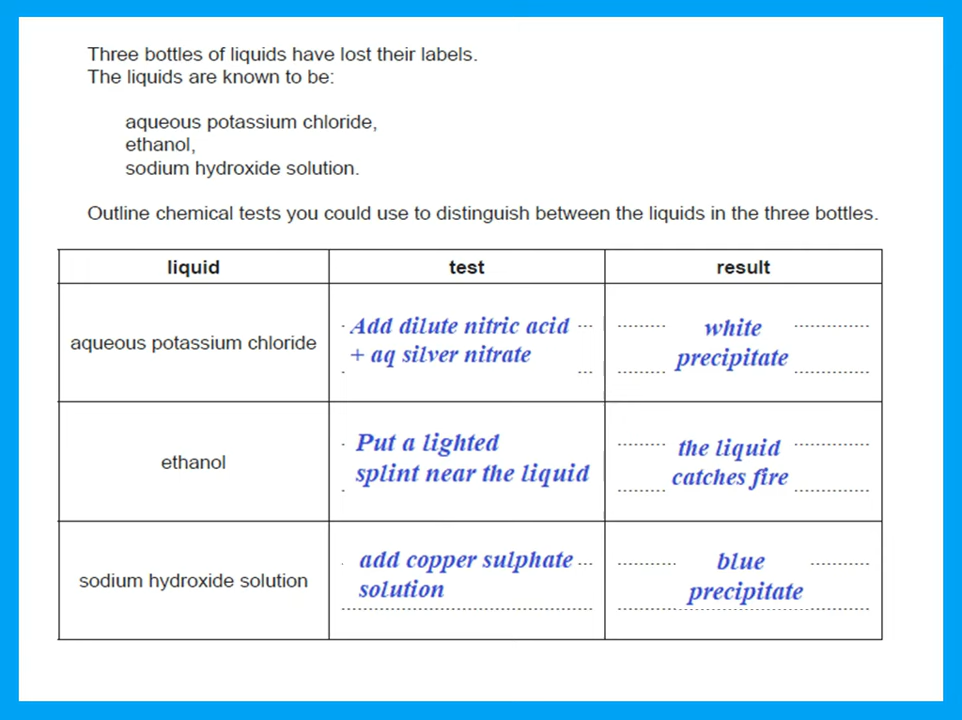 Three bottles of liquids have lost their labels.
The liquids are known to be:
aqueous potassium chloride,
ethanol,
sodium hydroxide solution.
Outline chemical tests you could use to distinguish between the liquids in the three bottles.
liquid test result
aqueous potassium chloride
Add dilute nitric acid
+ aq silver nitrate
white
precipitate
ethanol
Put a lighted
splint near the liquid
the liquid
catches fire
sodium hydroxide solution
add copper sulphate
solution
blue
precipitate